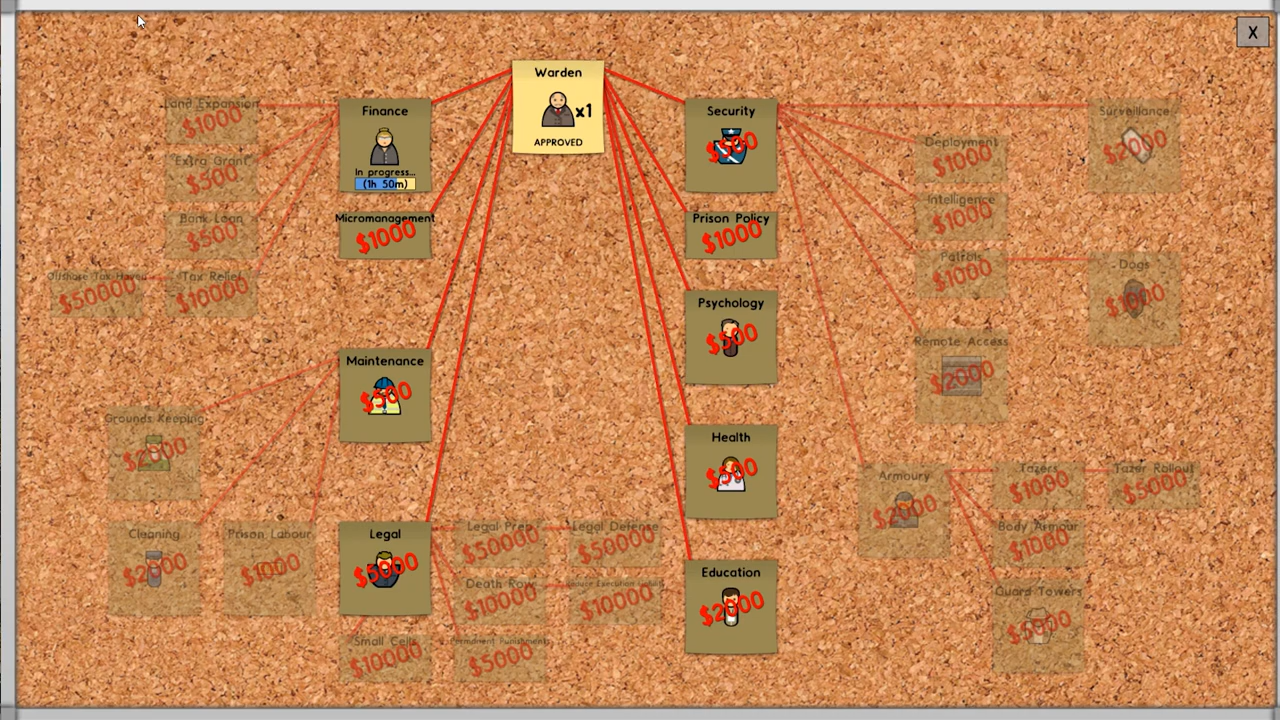 X
Warden
x1
APPROVED
Finance
In progress...
(1h 50m)
Micromanagement
$1000
Land Expansion
$1000
Extra Grant
$500
Bank Loan
$500
Offshore Tax Haven
$50000
Tax Relief
$10000
Maintenance
$500
Grounds Keeping
$2000
Cleaning
$2000
Prison Labour
$1000
Legal
$5000
Legal Prep
$50000
Legal Defense
$50000
Death Row
$10000
$10000
Small Cells
$10000
Permanent Punishments
$5000
Security
$500
Prison Policy
$1000
Psychology
$500
Health
$500
Education
$2000
Surveillance
$2000
Deployment
$1000
Intelligence
$1000
Patrols
$1000
Dogs
$1000
Remote Access
$2000
Armoury
$2000
Tazers
$1000
Tazer Rollout
$5000
Body Armour
$1000
Guard Towers
$5000